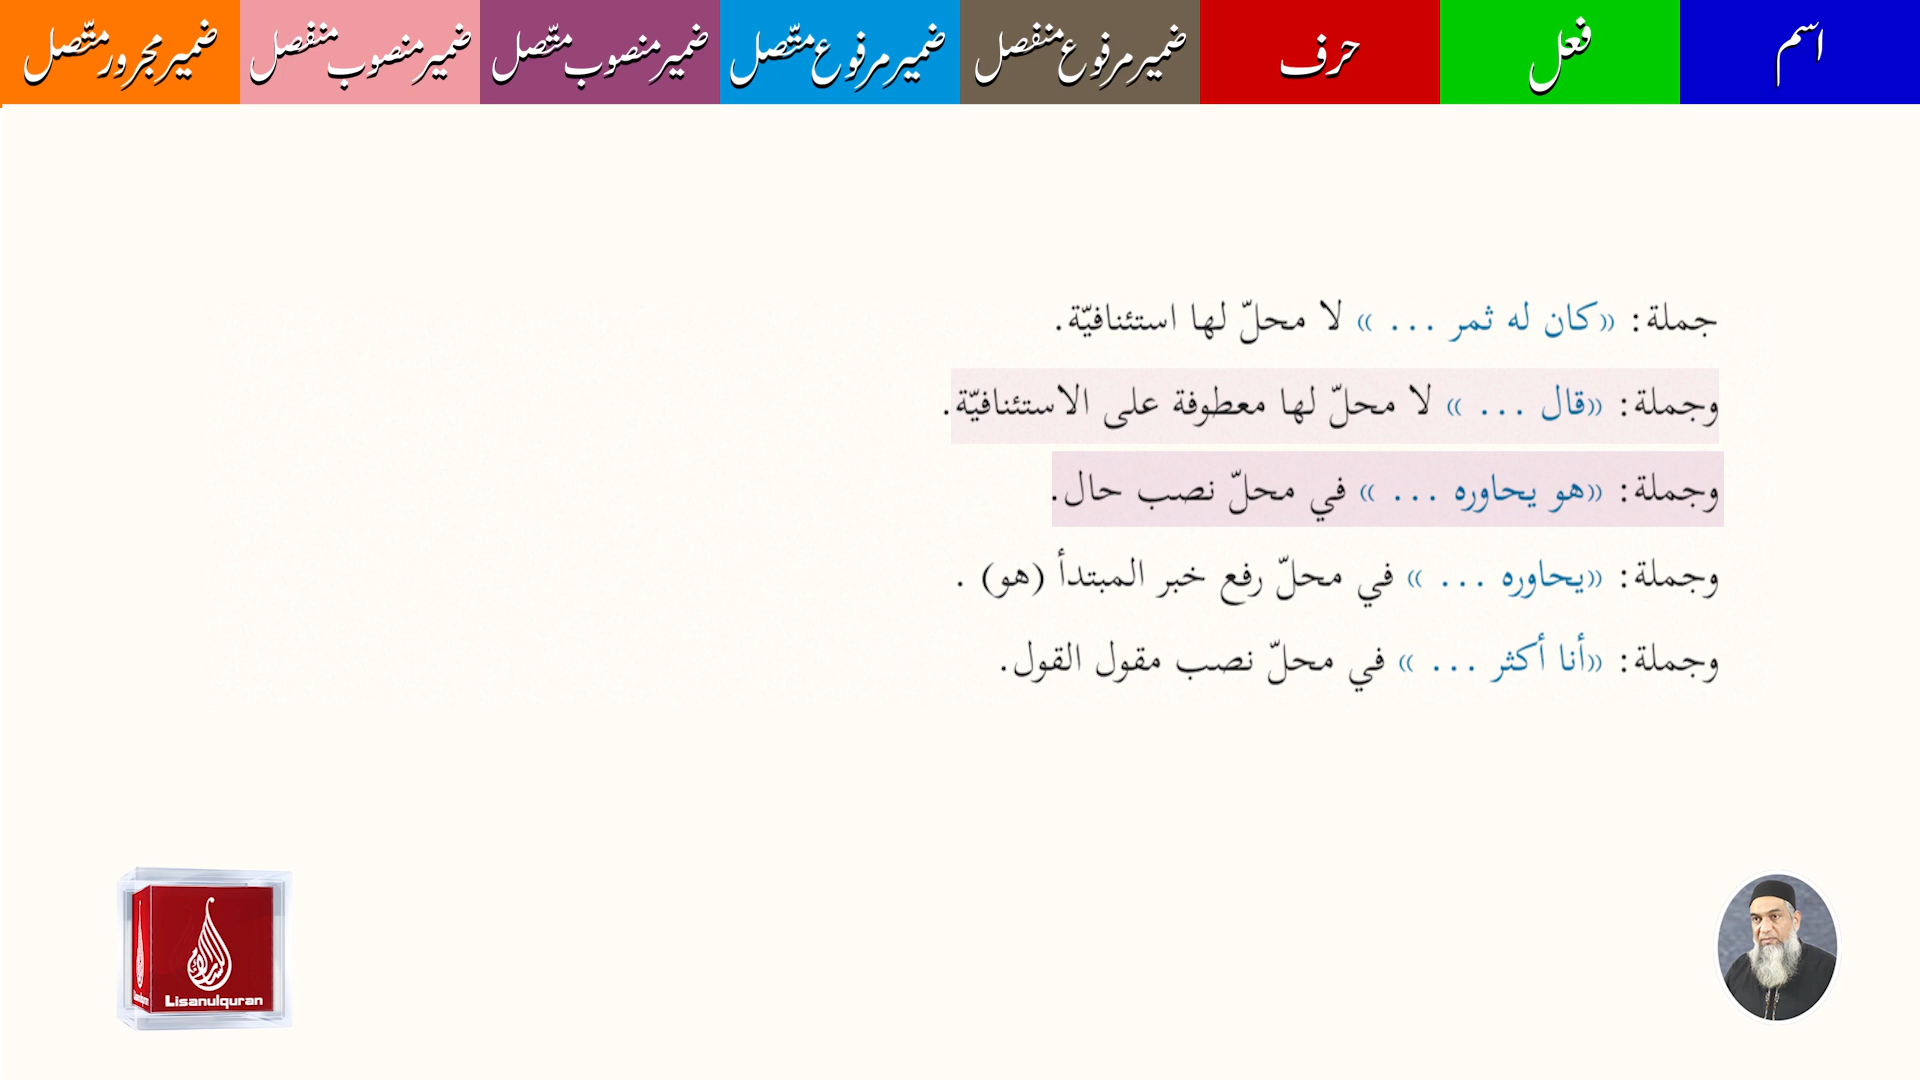 اسم فعل حرف ضمیر مرفوع منفصل ضمیر مرفوع متّصل ضمیر منصوب متّصل ضمیر منصوب منفصل ضمیر مجرور متّصل
جملة: «كان له ثمر ... » لا محلّ لها استئنافيّة.
وجملة: «قال ... » لا محلّ لها معطوفة على الاستئنافيّة.
وجملة: «هو يحاوره ... » في محلّ نصب حال.
وجملة: «يحاوره ... » في محلّ رفع خبر المبتدأ (هو) .
وجملة: «أنا أكثر ... » في محلّ نصب مقول القول.
Lisanulquran